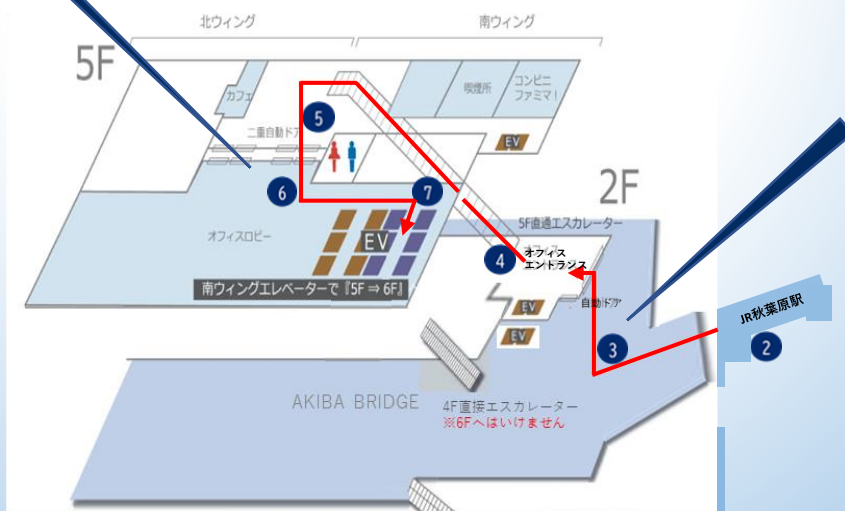 北ウィング
南ウィング
5F
カフェ
喫煙所
コンビニ
ファミマ！
二重自動ドア
5
EV
6
7
2F
5F直通エスカレーター
オフィスロビー
EV
4
オフィス
エントランス
南ウィングエレベーターで『5F ⇒ 6F』
自動ドア
EV
JR秋葉原駅
EV
3
2
AKIBA BRIDGE
4F直接エスカレーター
※6Fへはいけません